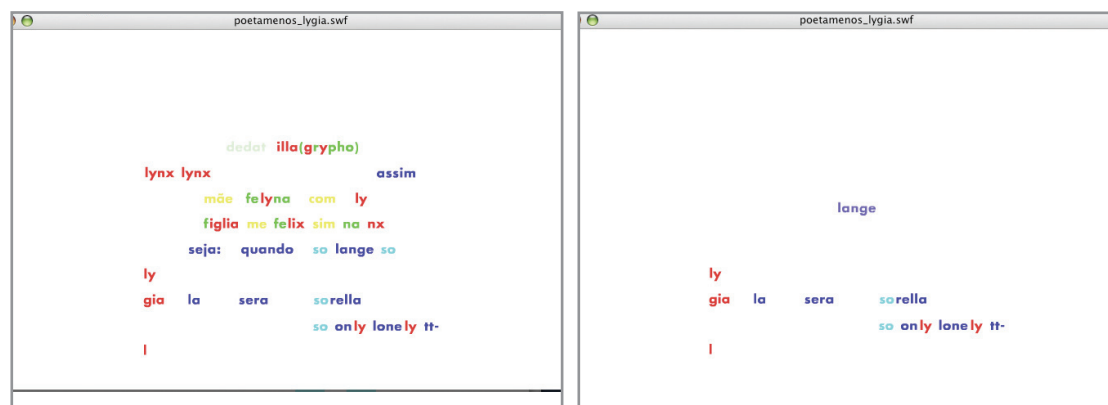 poetamenos_lygia.swf
dedat illa(grypho)
lynx lynx assim
mãe felyna com ly
figlia me felix sim na nx
seja: quando so lange so
ly
gia la sera sorella
so only lonely tt-
l
poetamenos_lygia.swf
lange
ly
gia la sera sorella
so only lonely tt-
l